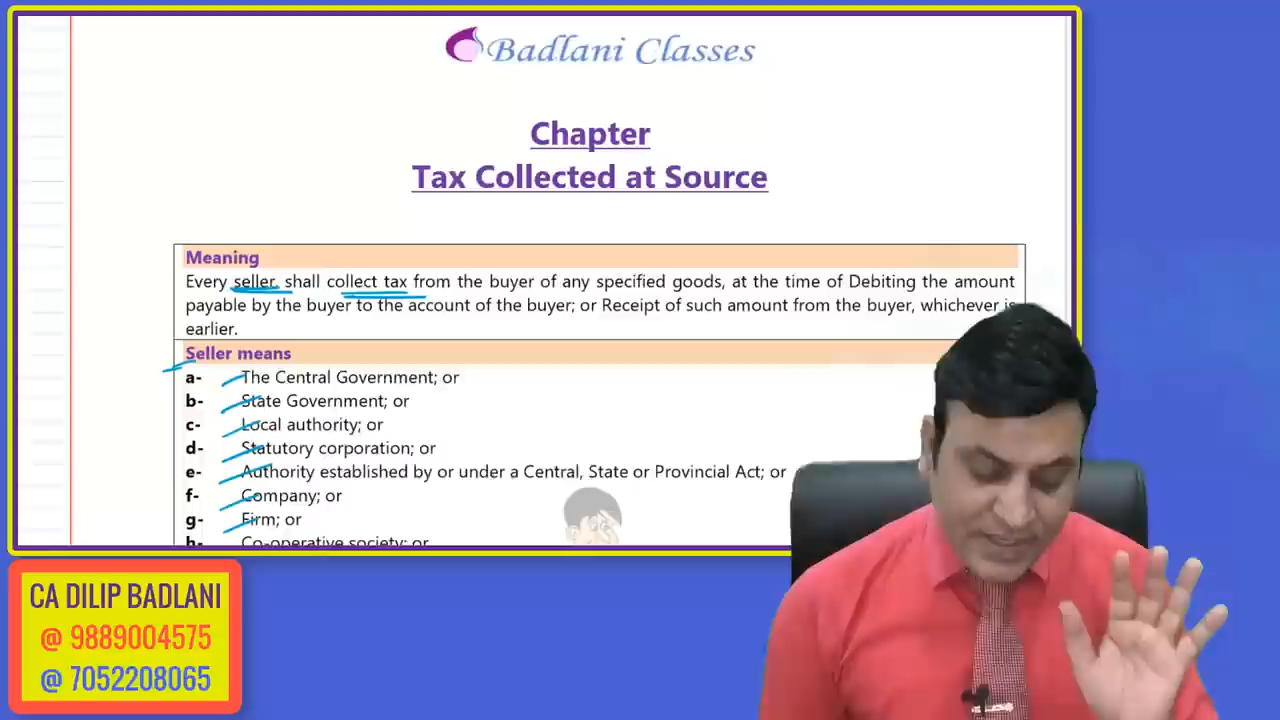 Badlani Classes
Chapter
Tax Collected at Source
Meaning
Every seller, shall collect tax from the buyer of any specified goods, at the time of Debiting the amount
payable by the buyer to the account of the buyer; or Receipt of such amount from the buyer, whichever is
earlier.
Seller means
a- The Central Government; or
b- State Government; or
c- Local authority; or
d- Statutory corporation; or
e- Authority established by or under a Central, State or Provincial Act; or
f- Company; or
g- Firm; or
h- Co-operative society; or
CA DILIP BADLANI
@ 9889004575
@ 7052208065